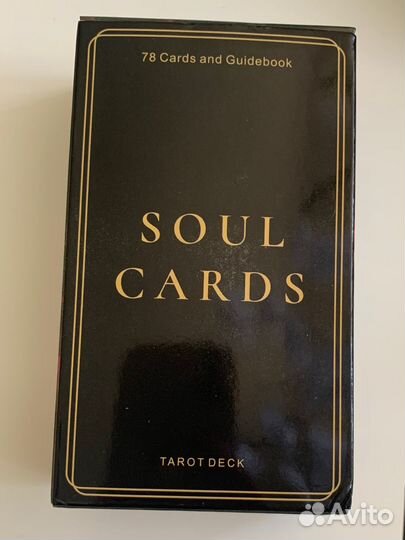 78 Cards and Guidebook
SOUL
CARDS
TAROT DECK
Avito